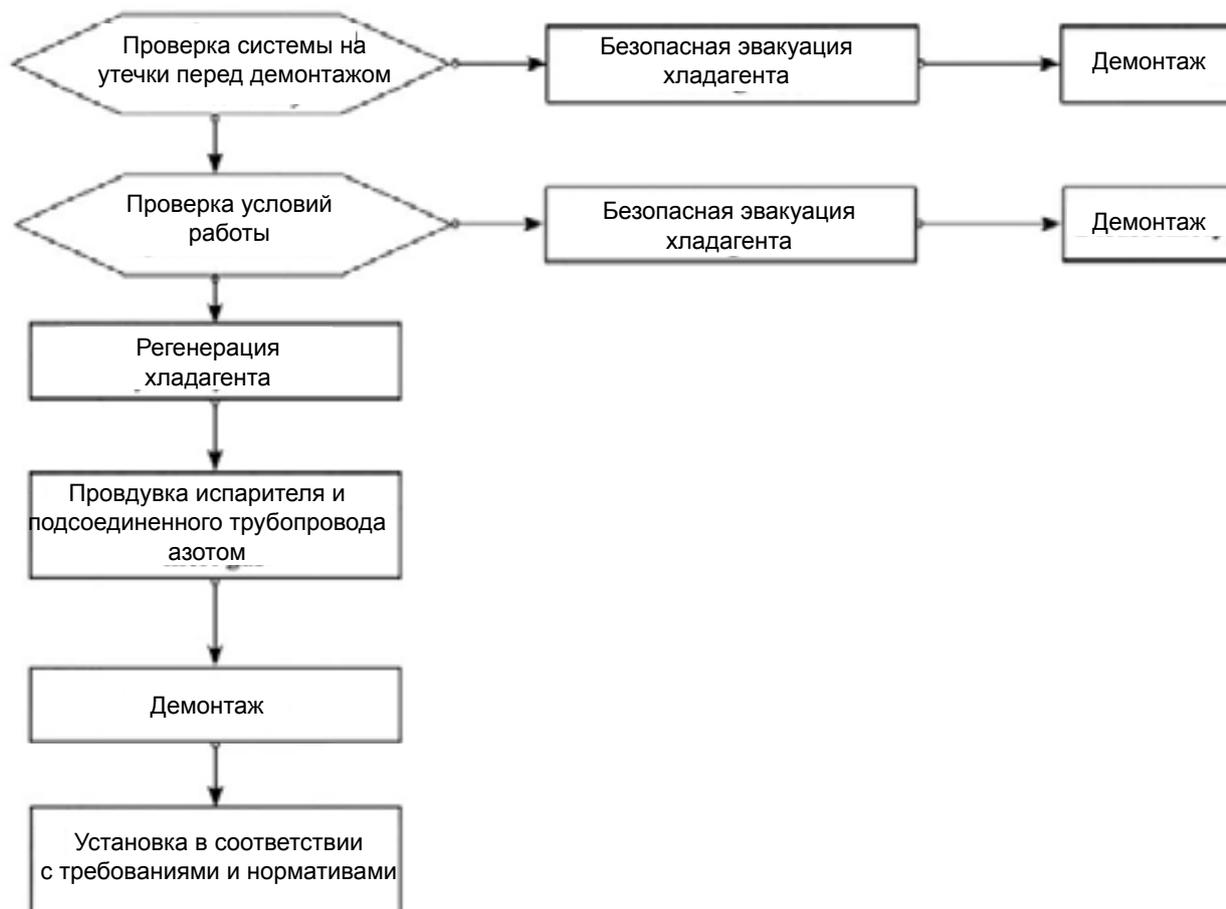 Проверка системы на
утечки перед демонтажом
Безопасная эвакуация
хладагента
Демонтаж
Проверка условий
работы
Безопасная эвакуация
хладагента
Демонтаж
Регенерация
хладагента
Провдувка испарителя и
подсоединенного трубопровода
азотом
Демонтаж
Установка в соответствии
с требованиями и нормативами